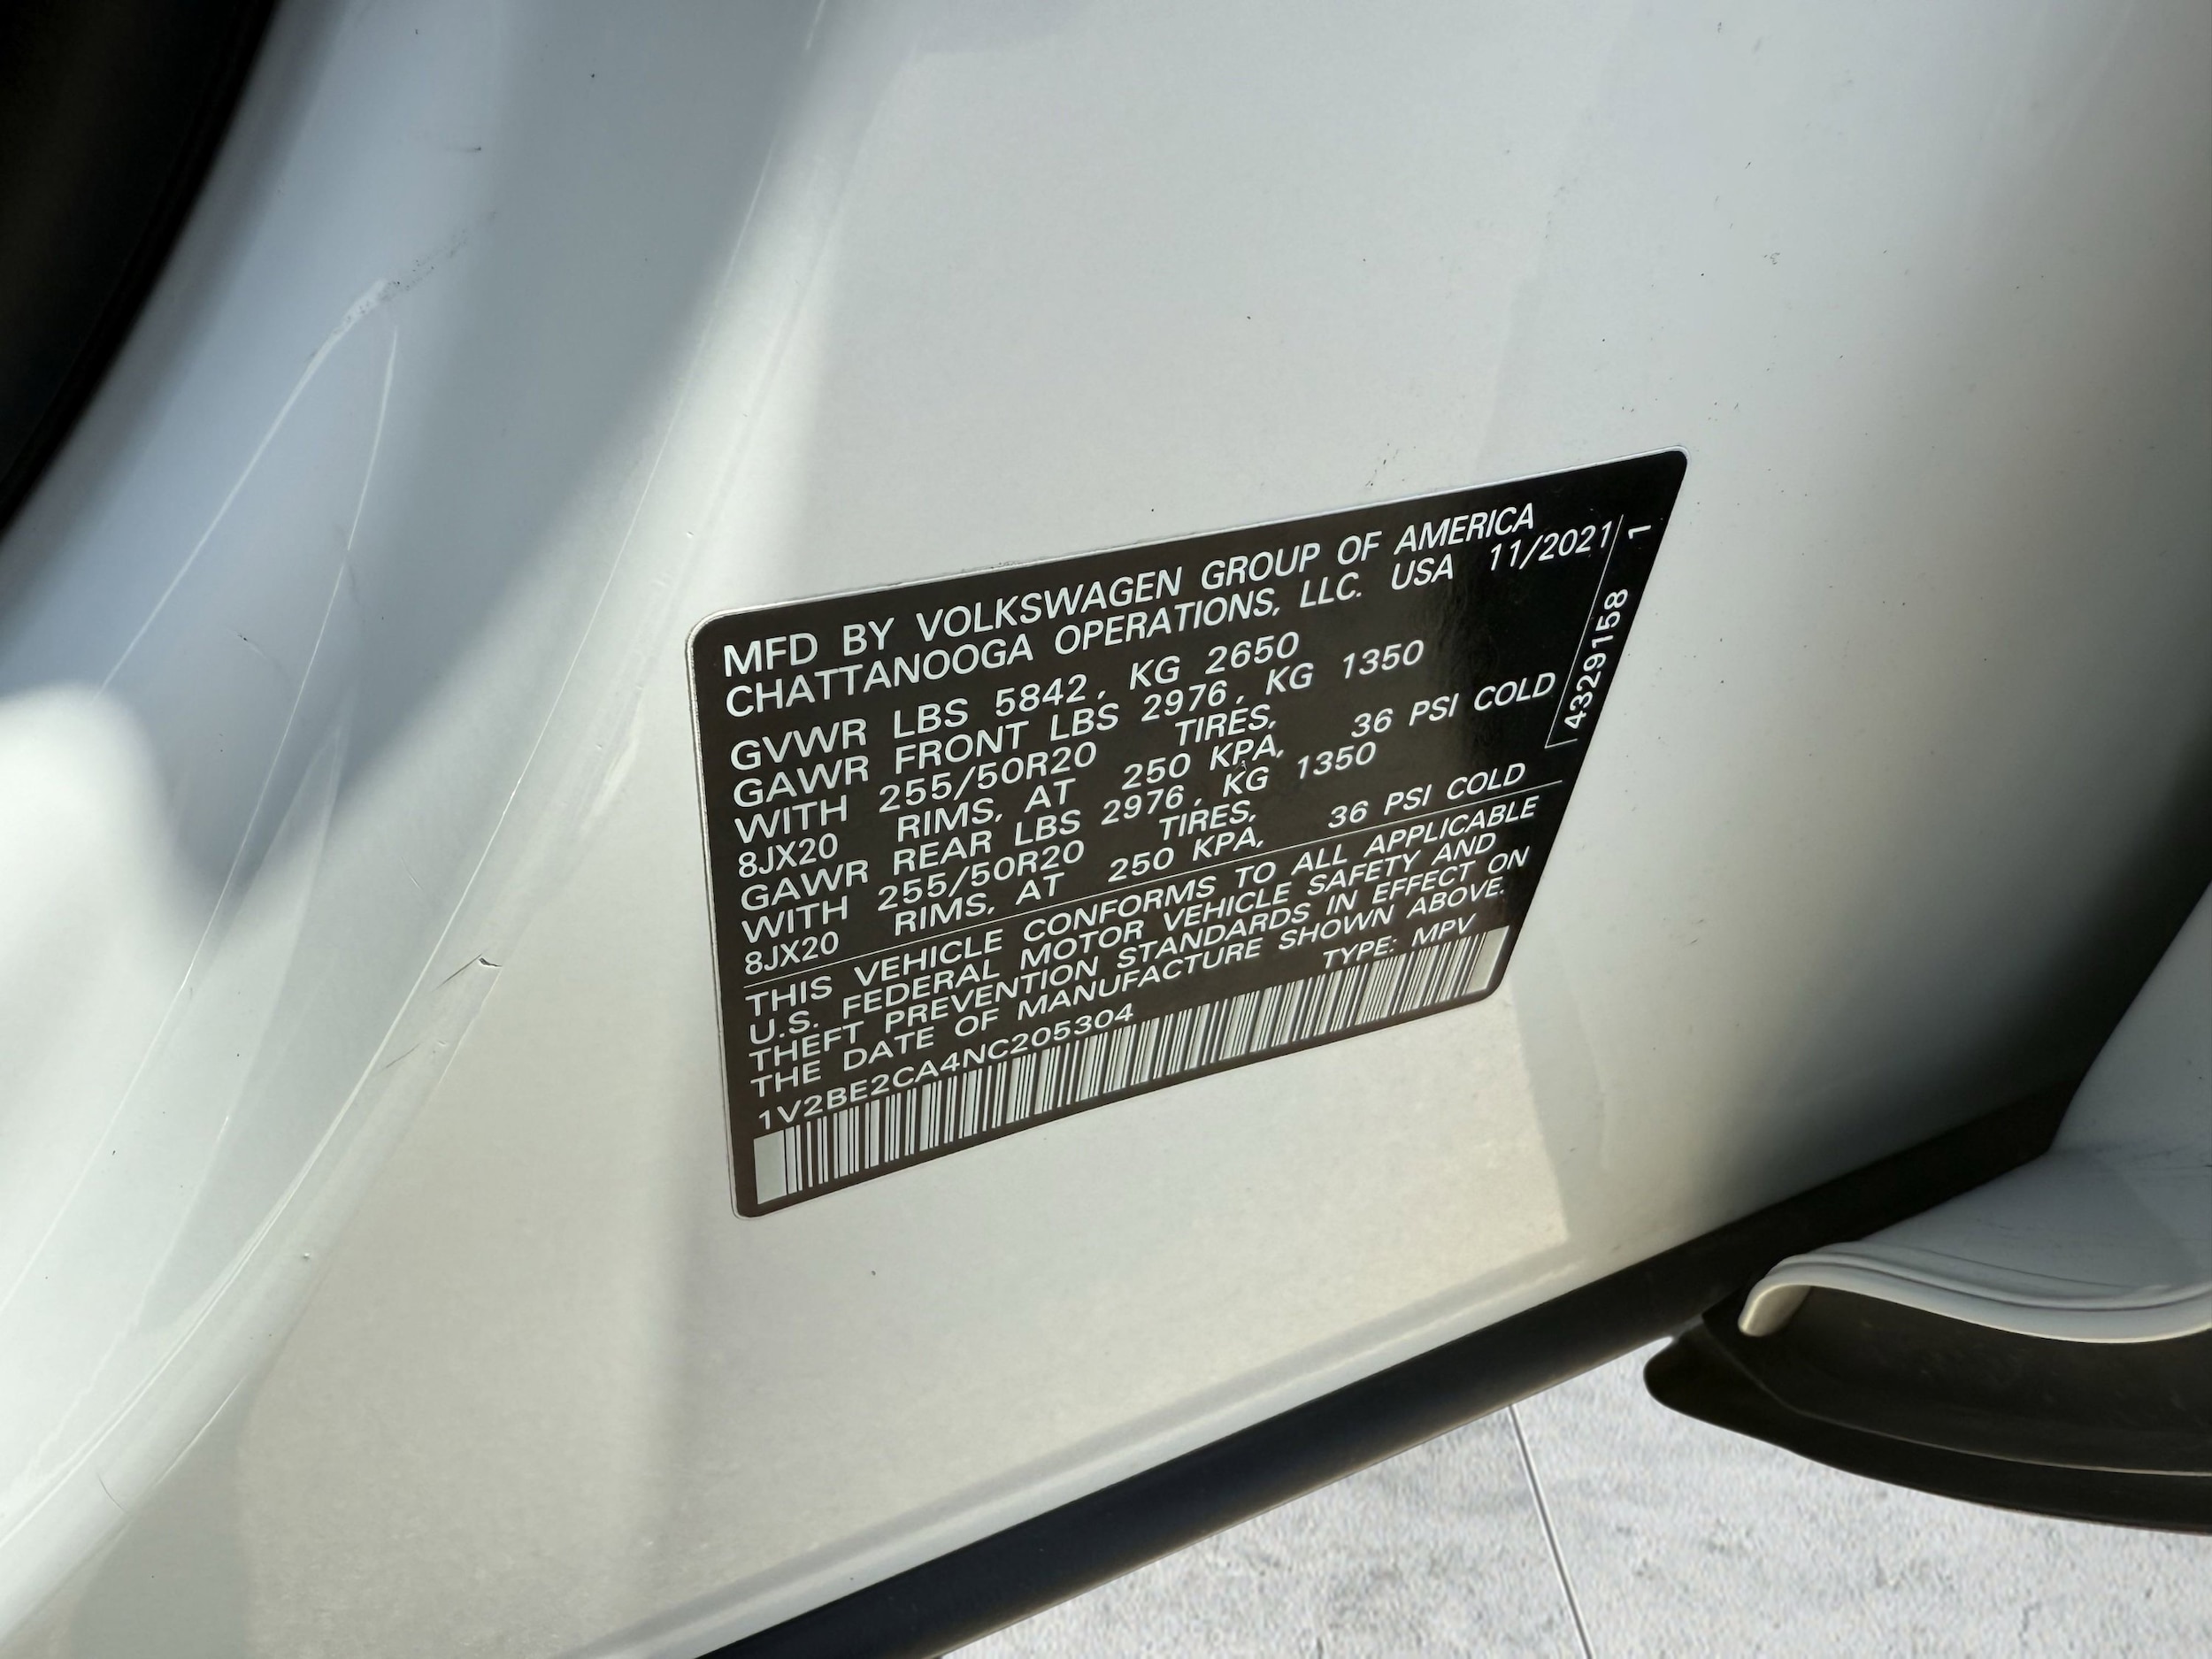 MFD BY VOLKSWAGEN GROUP OF AMERICA
CHATTANOOGA OPERATIONS, LLC. USA 11/2021
GVWR LBS 5842, KG 2650
GAWR FRONT LBS 2976, KG 1350
WITH 255/50R20 TIRES,
8JX20 RIMS, AT 250 KPA, 36 PSI COLD
GAWR REAR LBS 2976, KG 1350
WITH 255/50R20 TIRES,
8JX20 RIMS, AT 250 KPA, 36 PSI COLD
THIS VEHICLE CONFORMS TO ALL APPLICABLE
U.S. FEDERAL MOTOR VEHICLE SAFETY AND
THEFT PREVENTION STANDARDS IN EFFECT ON
THE DATE OF MANUFACTURE SHOWN ABOVE.
1V2BE2CA4NC205304 TYPE: MPV
43291158 1